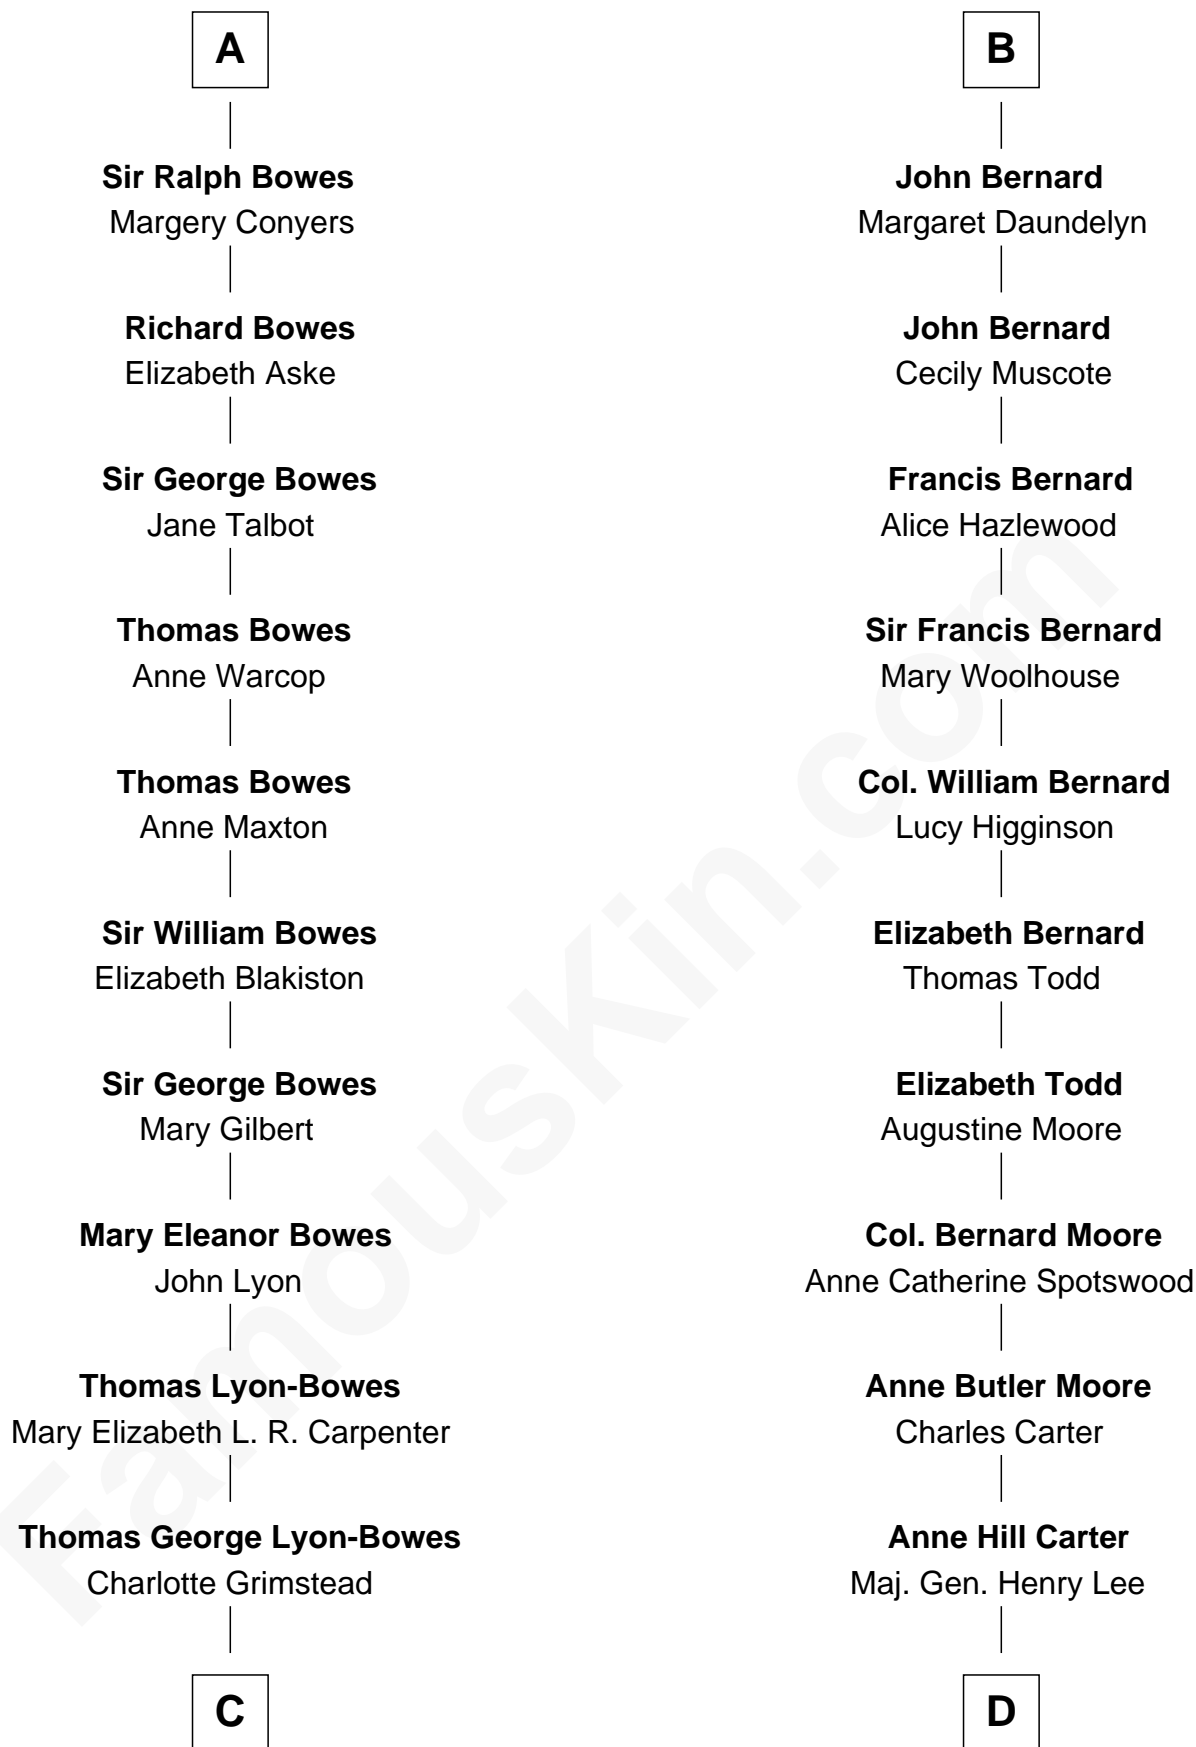 A
Sir Ralph Bowes
Margery Conyers
Richard Bowes
Elizabeth Aske
Sir George Bowes
Jane Talbot
Thomas Bowes
Anne Warcop
Thomas Bowes
Anne Maxton
Sir William Bowes
Elizabeth Blakiston
Sir George Bowes
Mary Gilbert
Mary Eleanor Bowes
John Lyon
Thomas Lyon-Bowes
Mary Elizabeth L. R. Carpenter
Thomas George Lyon-Bowes
Charlotte Grimstead
C
B
John Bernard
Margaret Daundelyn
John Bernard
Cecily Muscote
Francis Bernard
Alice Hazlewood
Sir Francis Bernard
Mary Woolhouse
Col. William Bernard
Lucy Higginson
Elizabeth Bernard
Thomas Todd
Elizabeth Todd
Augustine Moore
Col. Bernard Moore
Anne Catherine Spotswood
Anne Butler Moore
Charles Carter
Anne Hill Carter
Maj. Gen. Henry Lee
D
FamousKin.com